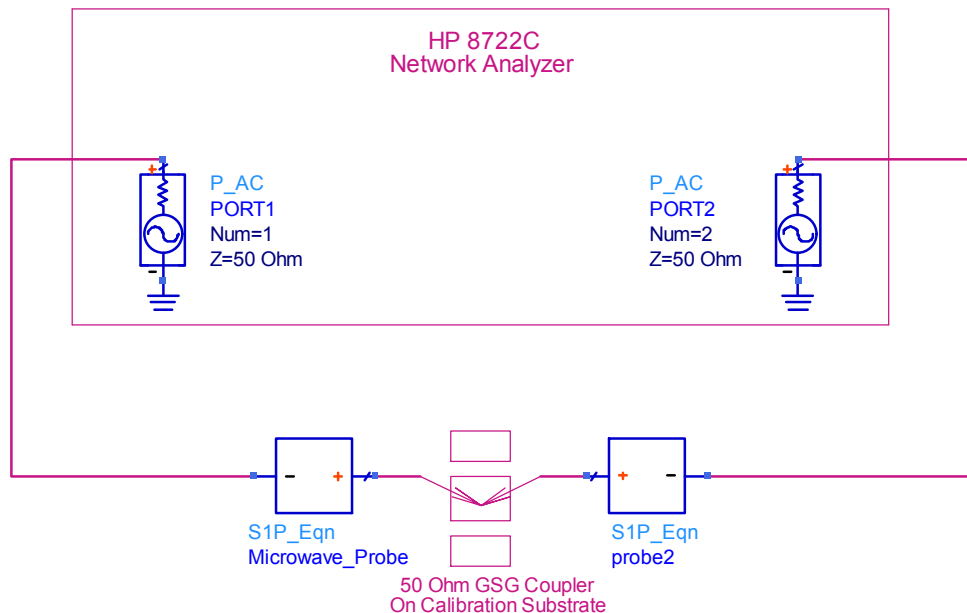 HP 8722C
Network Analyzer
+
P_AC
PORT1
Num=1
Z=50 Ohm
-
+
P_AC
PORT2
Num=2
Z=50 Ohm
-
- +
S1P_Eqn
Microwave_Probe
+ -
S1P_Eqn
probe2
50 Ohm GSG Coupler
On Calibration Substrate